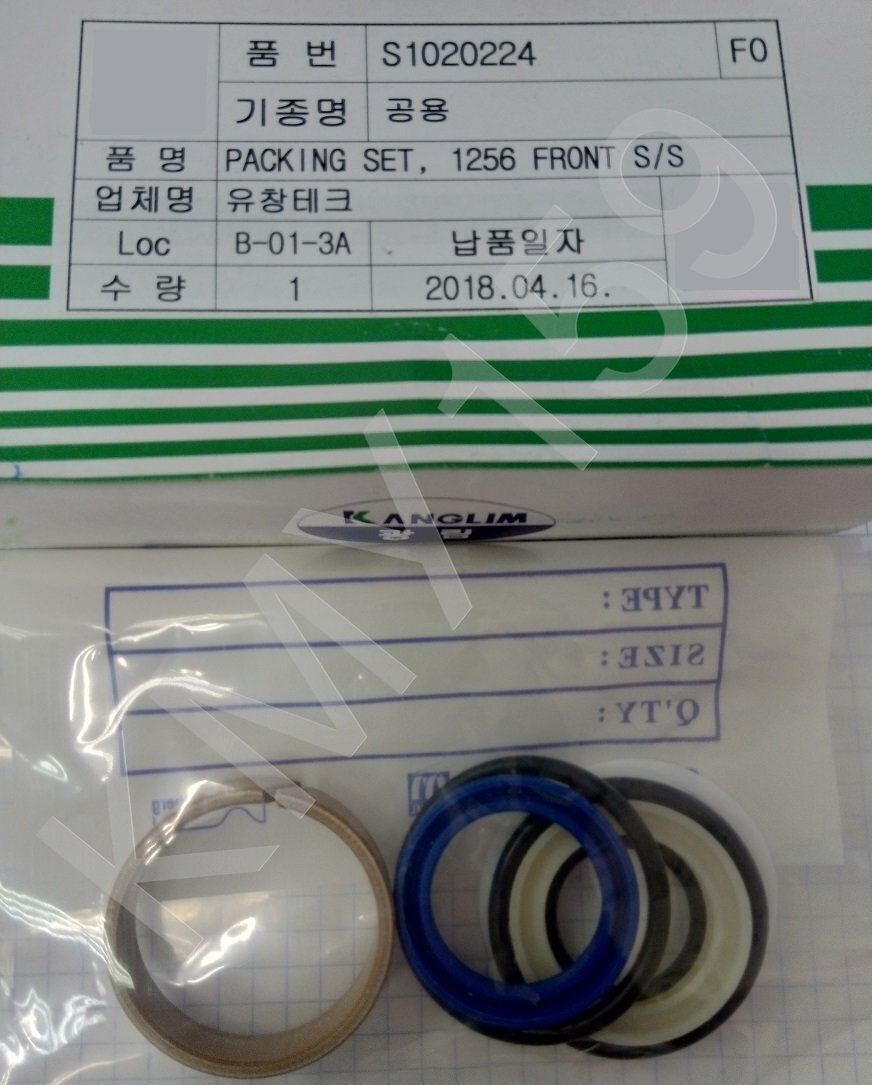 품 번 S1020224 F0
기종명 공용
품 명 PACKING SET, 1256 FRONT S/S
업체명 유창테크
Loc B-01-3A 납품일자
수 량 1 2018.04.16.
KANGLIM
강 림
TYPE :
SIZE :
Q'TY :
KMY159